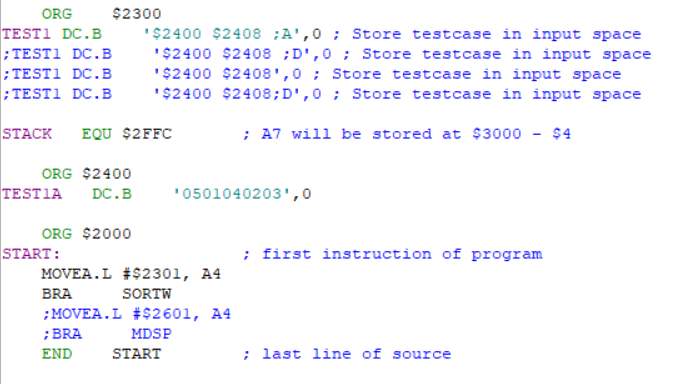 ORG $2300
TEST1 DC.B '$2400 $2408 ;A',0 ; Store testcase in input space
;TEST1 DC.B '$2400 $2408 ;D',0 ; Store testcase in input space
;TEST1 DC.B '$2400 $2408',0 ; Store testcase in input space
;TEST1 DC.B '$2400 $2408;D',0 ; Store testcase in input space
STACK EQU $2FFC ; A7 will be stored at $3000 - $4
ORG $2400
TEST1A DC.B '0501040203',0
ORG $2000
START: ; first instruction of program
MOVEA.L #$2301, A4
BRA SORTW
;MOVEA.L #$2601, A4
;BRA MDSP
END START ; last line of source